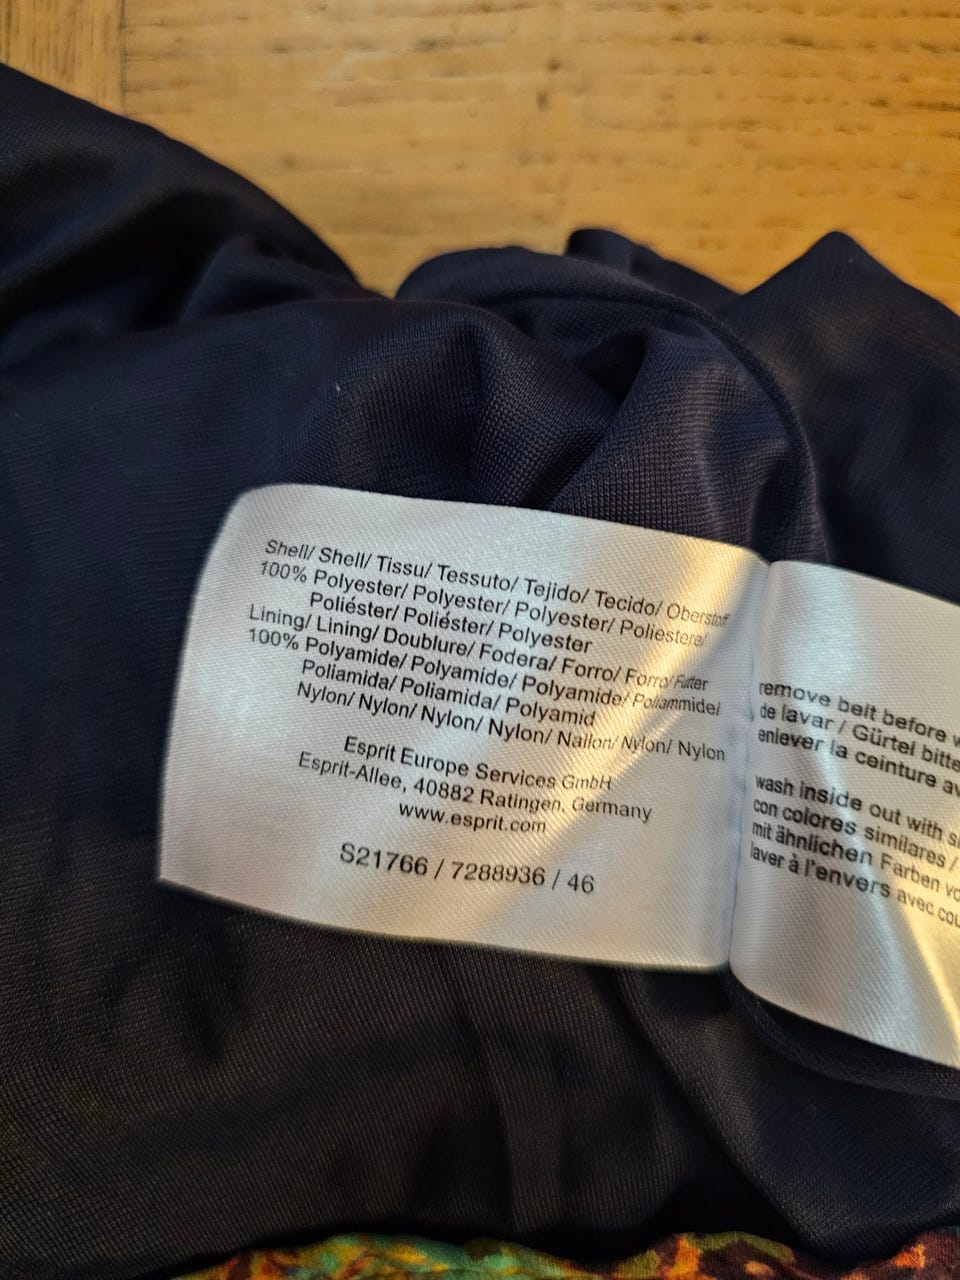 Shell/ Shell/ Tissu/ Tessuto/ Tejido/ Tecido/ Oberstoff
100% Polyester/ Polyester/ Polyester/ Poliestere/
Poliéster/ Poliéster/ Polyester
Lining/ Lining/ Doublure/ Fodera/ Forro/ Forro/ Futter
100% Polyamide/ Polyamide/ Polyamide/ Poliammide/
Poliamida/ Poliamida/ Polyamid
Nylon/ Nylon/ Nylon/ Nylon/ Nailon/ Nylon/ Nylon
Esprit Europe Services GmbH
Esprit-Allee, 40882 Ratingen, Germany
www.esprit.com
S21766 / 7288936 / 46
remove belt before
de lavar / Gürtel bitte
enlever la ceinture
wash inside out with
con colores similares /
mit ähnlichen Farben
laver à l'envers avec